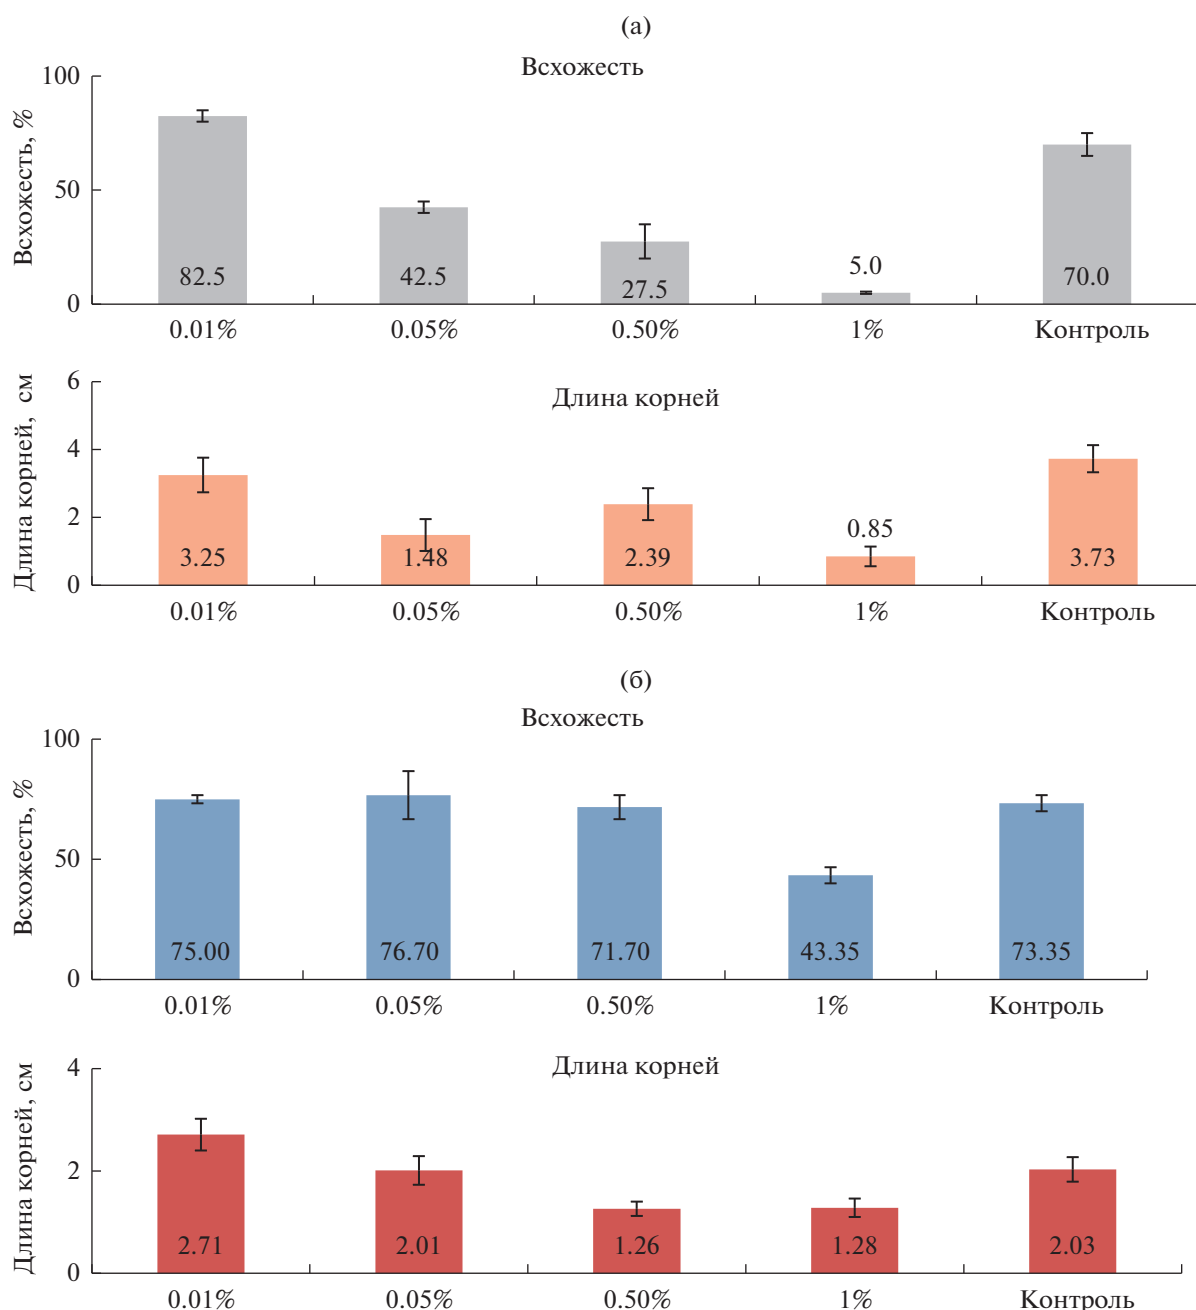 (а)
Всхожесть
Всхожесть, %
100
50
0
82.5 42.5 27.5 5.0 70.0
0.01% 0.05% 0.50% 1% Контроль
Длина корней
Длина корней, см
6
4
2
0
3.25 1.48 2.39 0.85 3.73
0.01% 0.05% 0.50% 1% Контроль
(б)
Всхожесть
Всхожесть, %
100
50
0
75.00 76.70 71.70 43.35 73.35
0.01% 0.05% 0.50% 1% Контроль
Длина корней
Длина корней, см
4
2
0
2.71 2.01 1.26 1.28 2.03
0.01% 0.05% 0.50% 1% Контроль